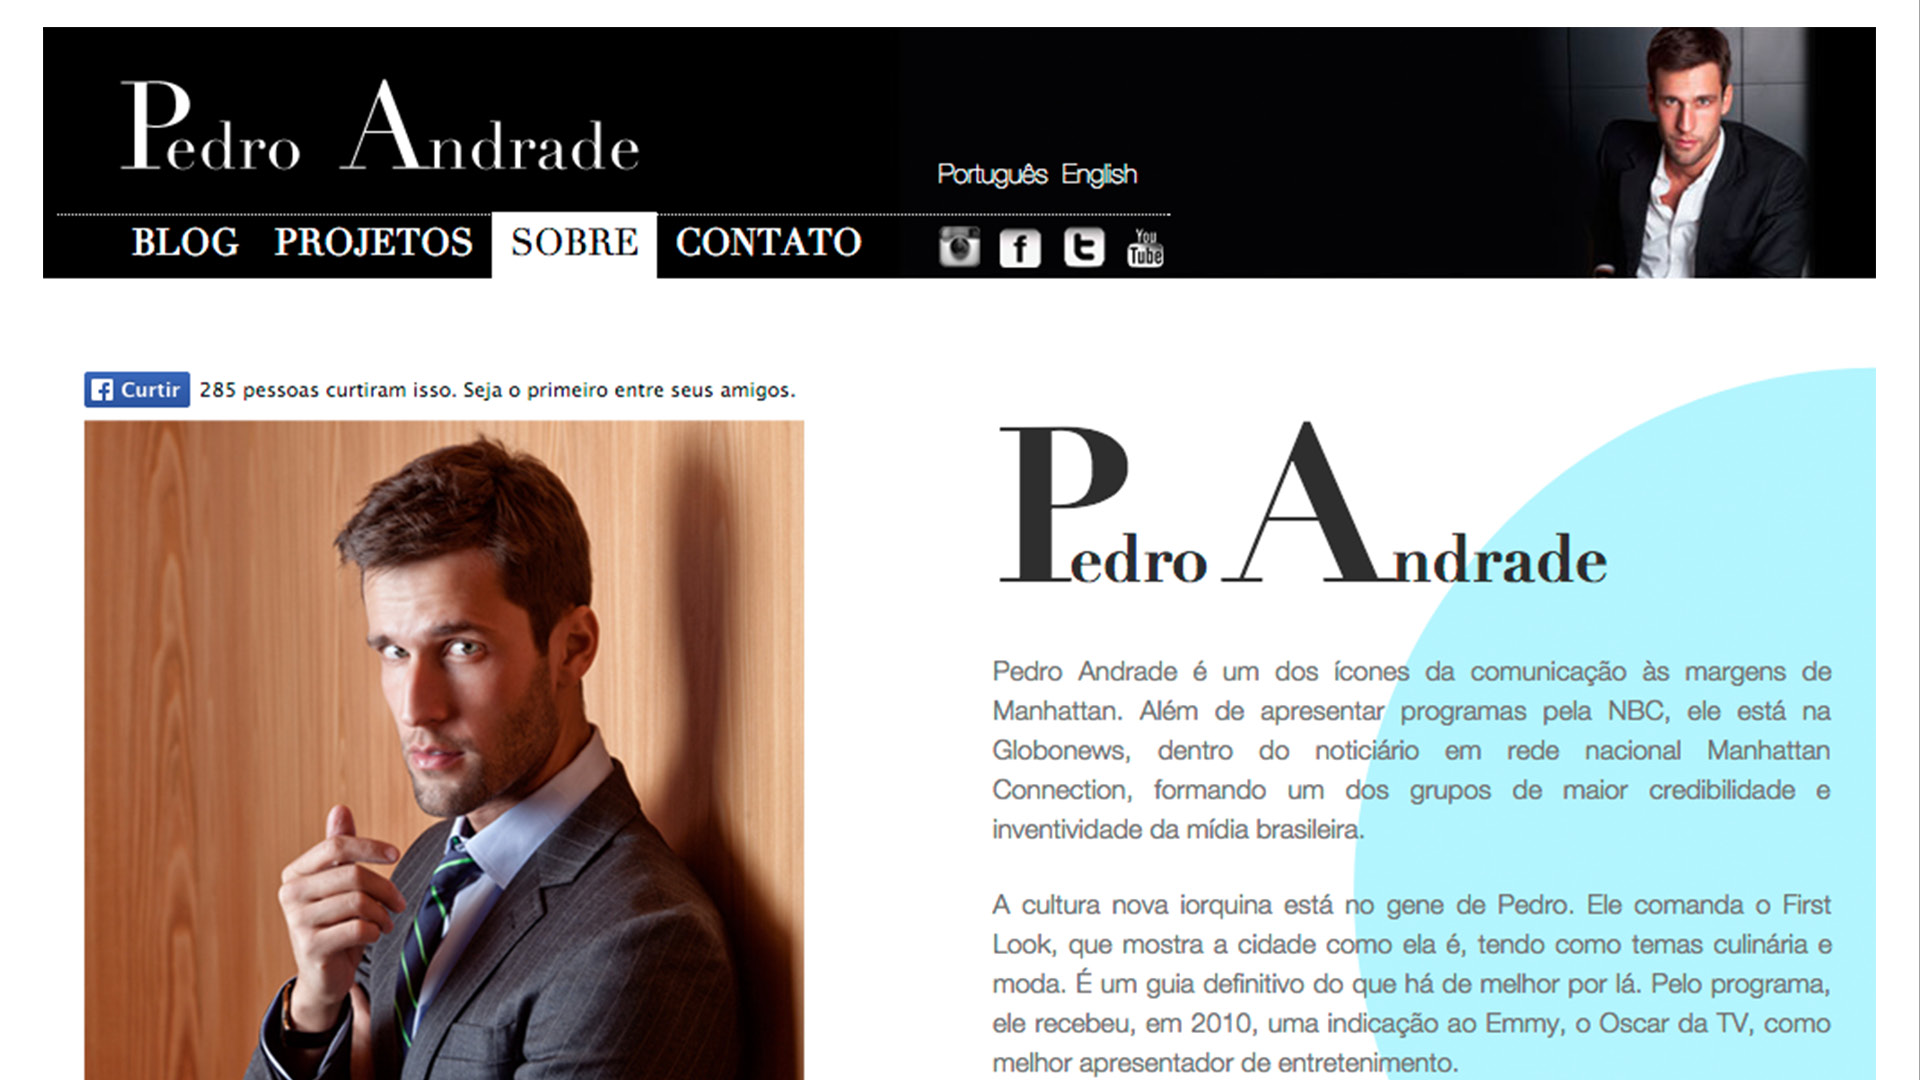 Pedro Andrade
Português English
BLOG PROJETOS SOBRE CONTATO
You
Tube
Curtir 285 pessoas curtiram isso. Seja o primeiro entre seus amigos.
Pedro Andrade
Pedro Andrade é um dos ícones da comunicação às margens de
Manhattan. Além de apresentar programas pela NBC, ele está na
Globonews, dentro do noticiário em rede nacional Manhattan
Connection, formando um dos grupos de maior credibilidade e
inventividade da mídia brasileira.
A cultura nova iorquina está no gene de Pedro. Ele comanda o First
Look, que mostra a cidade como ela é, tendo como temas culinária e
moda. É um guia definitivo do que há de melhor por lá. Pelo programa,
ele recebeu, em 2010, uma indicação ao Emmy, o Oscar da TV, como
melhor apresentador de entretenimento.